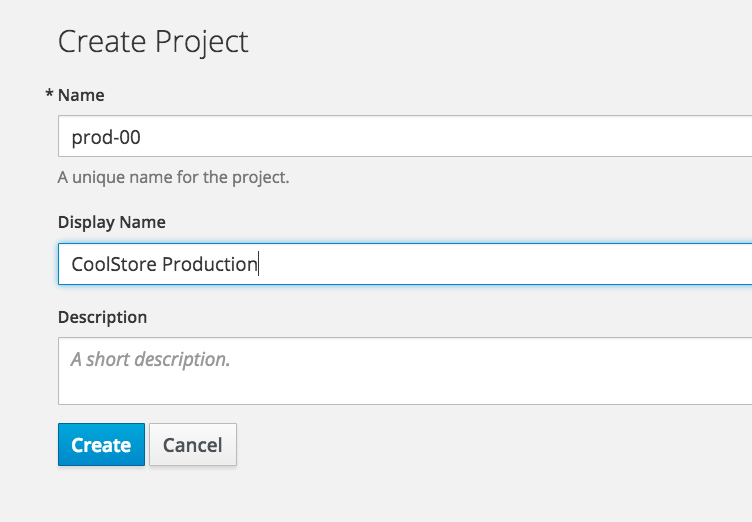 Create Project
* Name
prod-00
A unique name for the project.
Display Name
CoolStore Production
Description
A short description.
Create Cancel